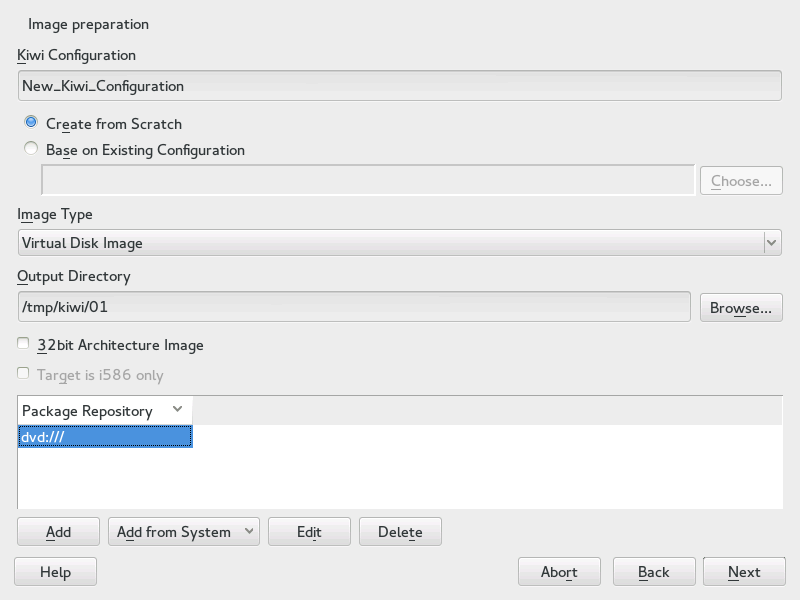 Image preparation
Kiwi Configuration
New_Kiwi_Configuration
Create from Scratch
Base on Existing Configuration
Choose...
Image Type
Virtual Disk Image
Output Directory
/tmp/kiwi/01
Browse...
32bit Architecture Image
Target is i586 only
Package Repository
dvd:///
Add Add from System Edit Delete
Help Abort Back Next